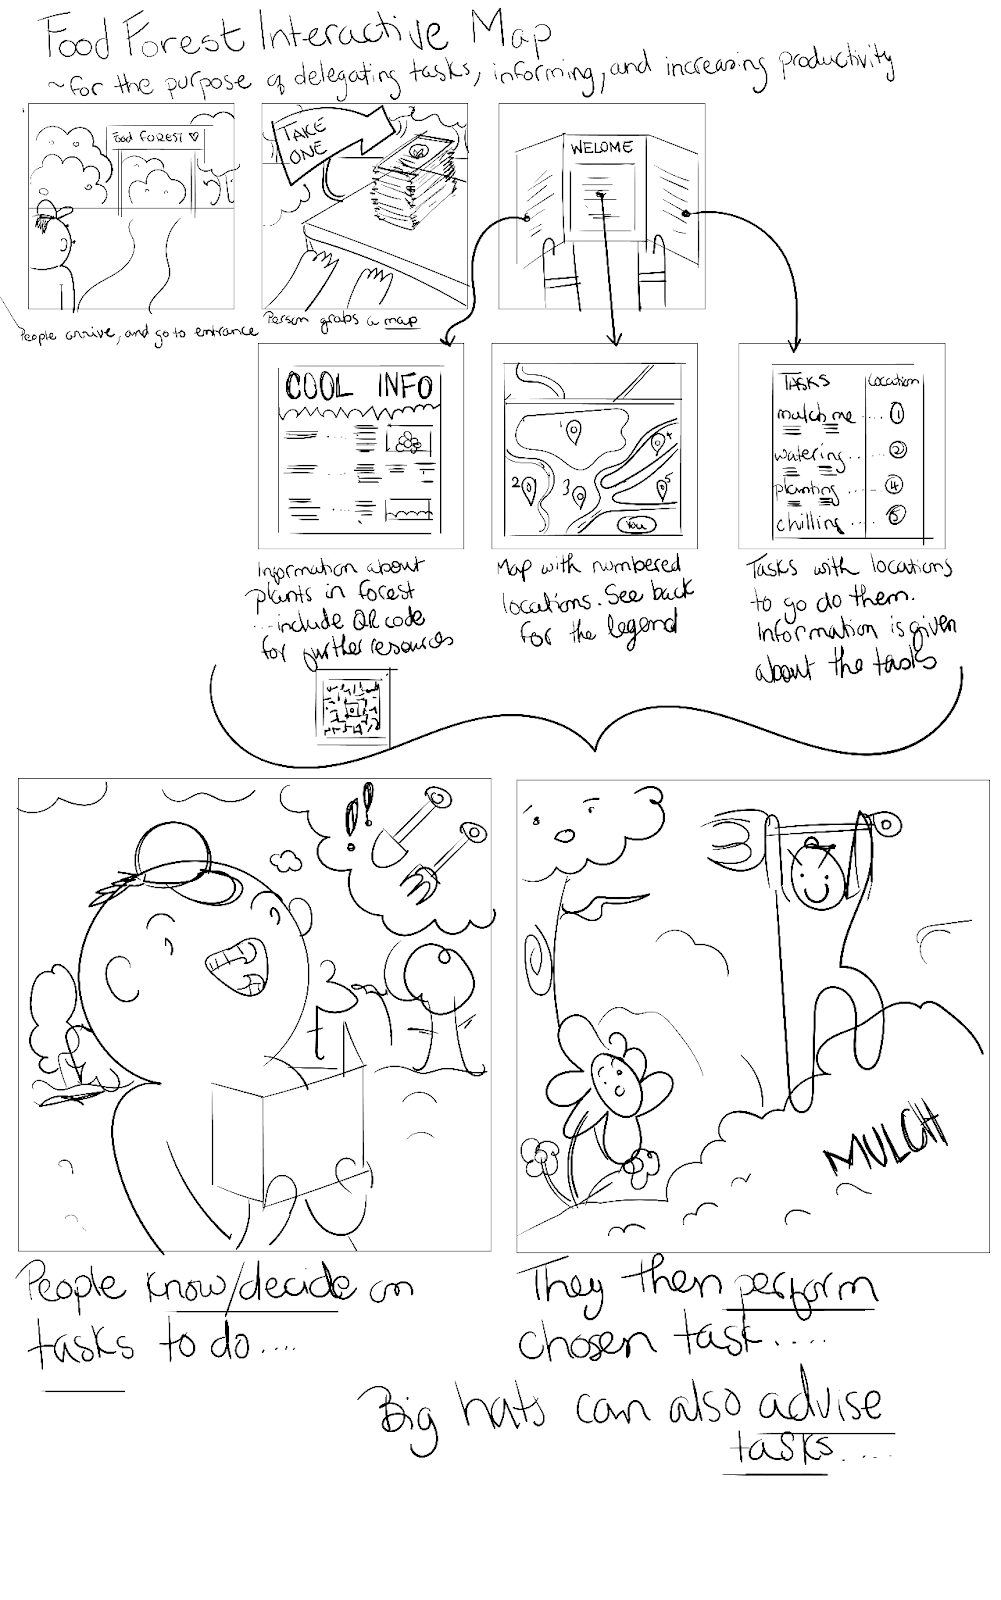 Food Forest Interactive Map
~for the purpose of delegating tasks, informing, and increasing productivity
Food Forest ♡
TAKE
ONE
WELOME
People arrive, and go to entrance
Person grabs a map
COOL INFO
1
2
3
4
5
You
TASKS Location
mulch me .... 1
watering... 2
planting .... 4
chilling .... 5
Information about
plants in forest
...include QR code
for further resources
Map with numbered
locations. See back
for the legend
Tasks with locations
to go do them.
Information is given
about the tasks
!!
MULCH
People know/decide on
tasks to do....
They then perform
chosen task.....
Big hats can also advise
tasks....